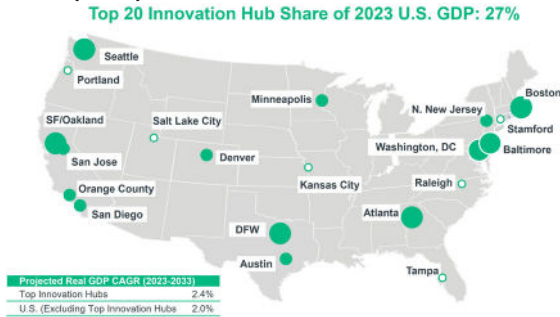 Top 20 Innovation Hub Share of 2023 U.S. GDP: 27%
Seattle
Portland
Boston
Minneapolis
N. New Jersey
Stamford
SF/Oakland
Salt Lake City
Washington, DC
Baltimore
San Jose
Denver
Kansas City
Raleigh
Orange County
San Diego
DFW
Atlanta
Austin
Tampa
Projected Real GDP CAGR (2023-2033)
Top Innovation Hubs 2.4%
U.S. (Excluding Top Innovation Hubs 2.0%